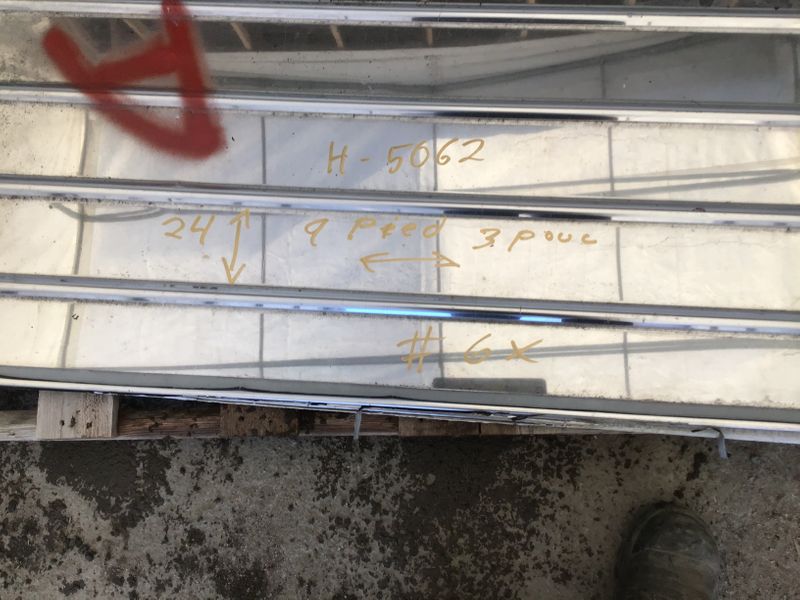 A
H-5062
24 9 pied 3 pouc
# 6x